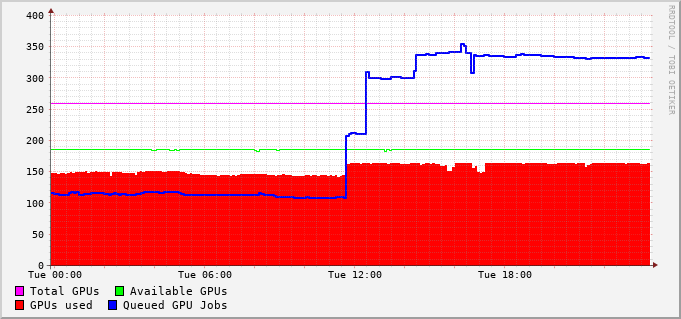 400
350
300
250
200
150
100
50
0
Tue 00:00 Tue 06:00 Tue 12:00 Tue 18:00
Total GPUs Available GPUs
GPUs used Queued GPU Jobs
RRDTOOL / TOBI OETIKER